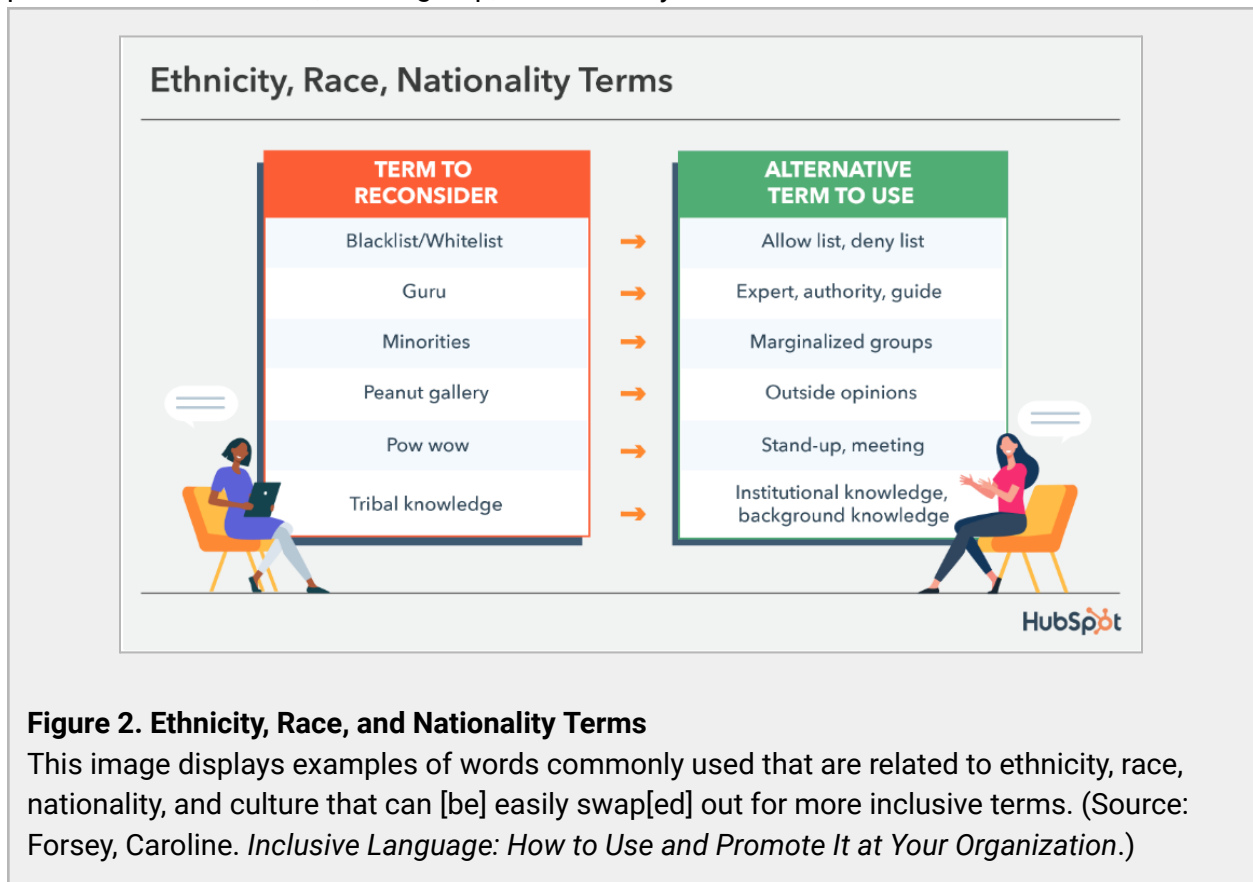 Ethnicity, Race, Nationality Terms
TERM TO
RECONSIDER
ALTERNATIVE
TERM TO USE
Blacklist/Whitelist → Allow list, deny list
Guru → Expert, authority, guide
Minorities → Marginalized groups
Peanut gallery → Outside opinions
Pow wow → Stand-up, meeting
Tribal knowledge → Institutional knowledge,
background knowledge
HubSpot
Figure 2. Ethnicity, Race, and Nationality Terms
This image displays examples of words commonly used that are related to ethnicity, race,
nationality, and culture that can [be] easily swap[ed] out for more inclusive terms. (Source:
Forsey, Caroline. Inclusive Language: How to Use and Promote It at Your Organization.)